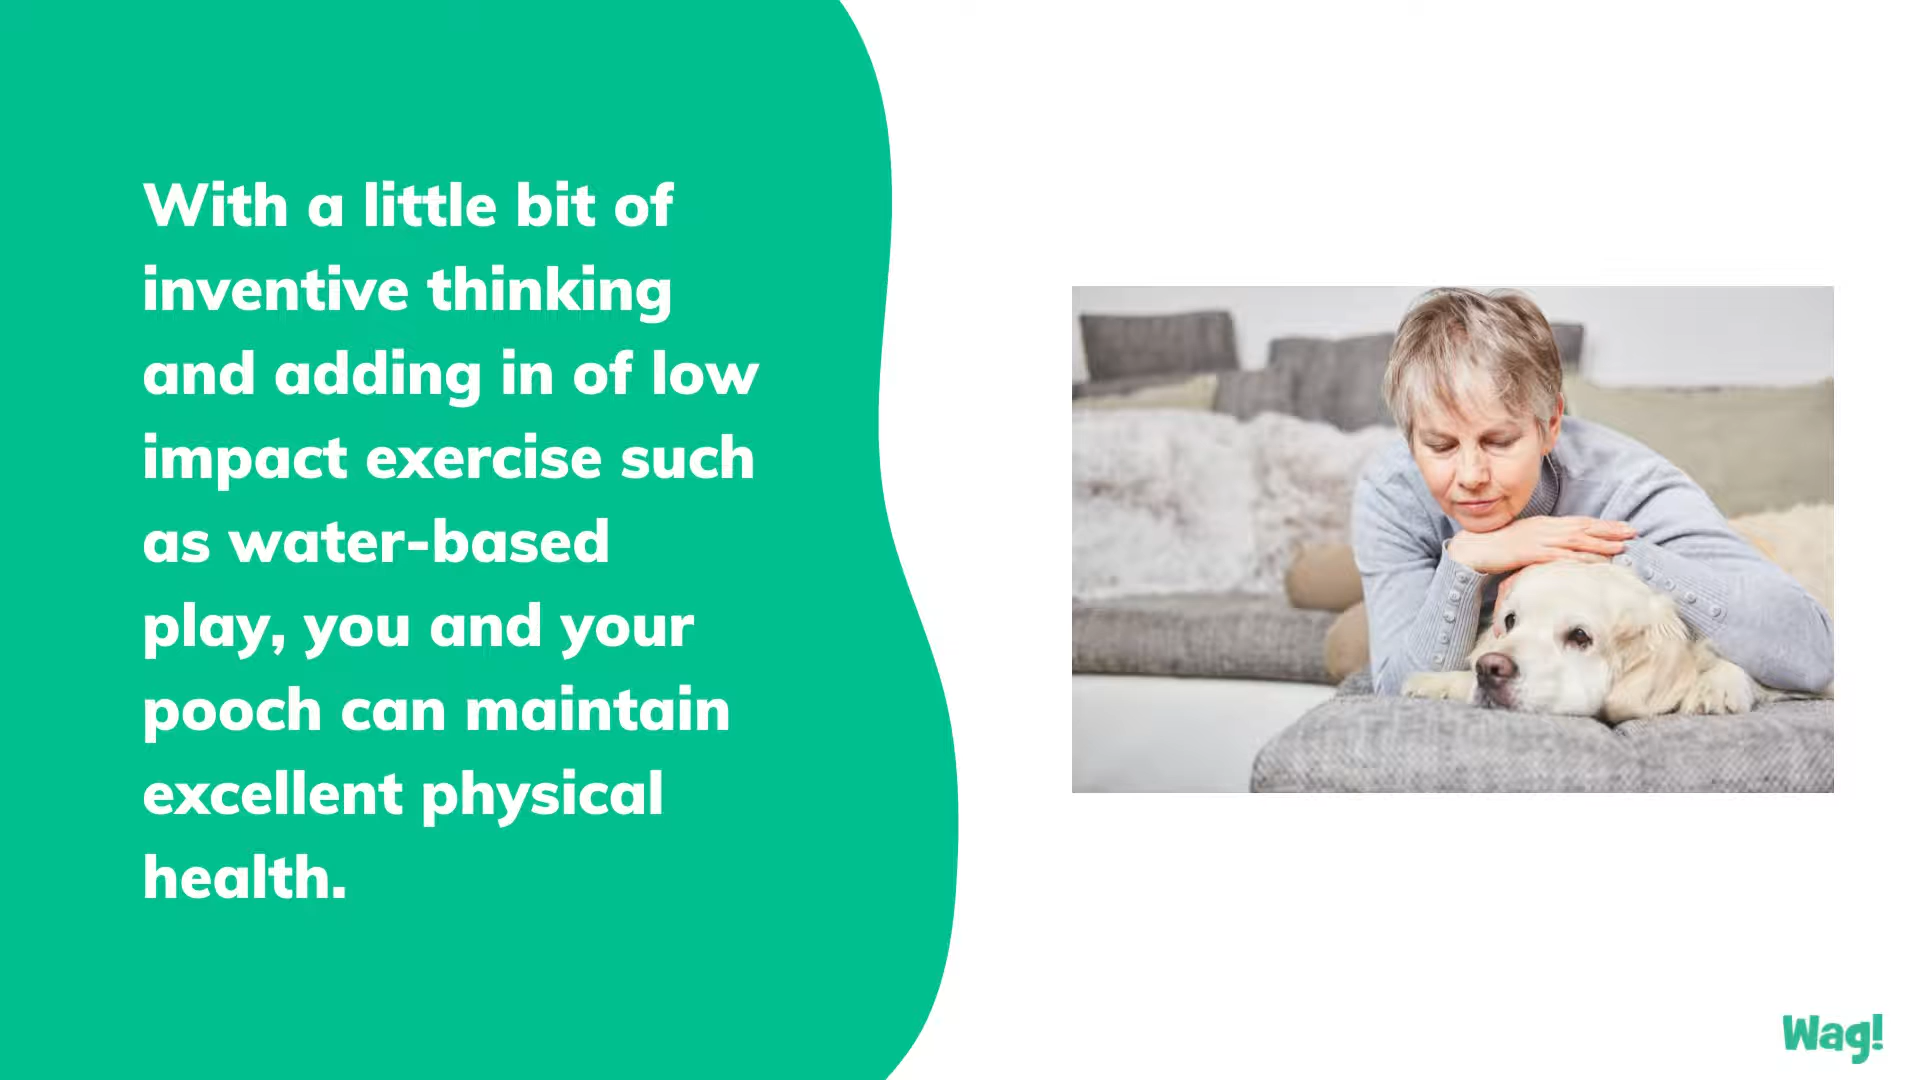 With a little bit of
inventive thinking
and adding in of low
impact exercise such
as water-based
play, you and your
pooch can maintain
excellent physical
health.
Wag!